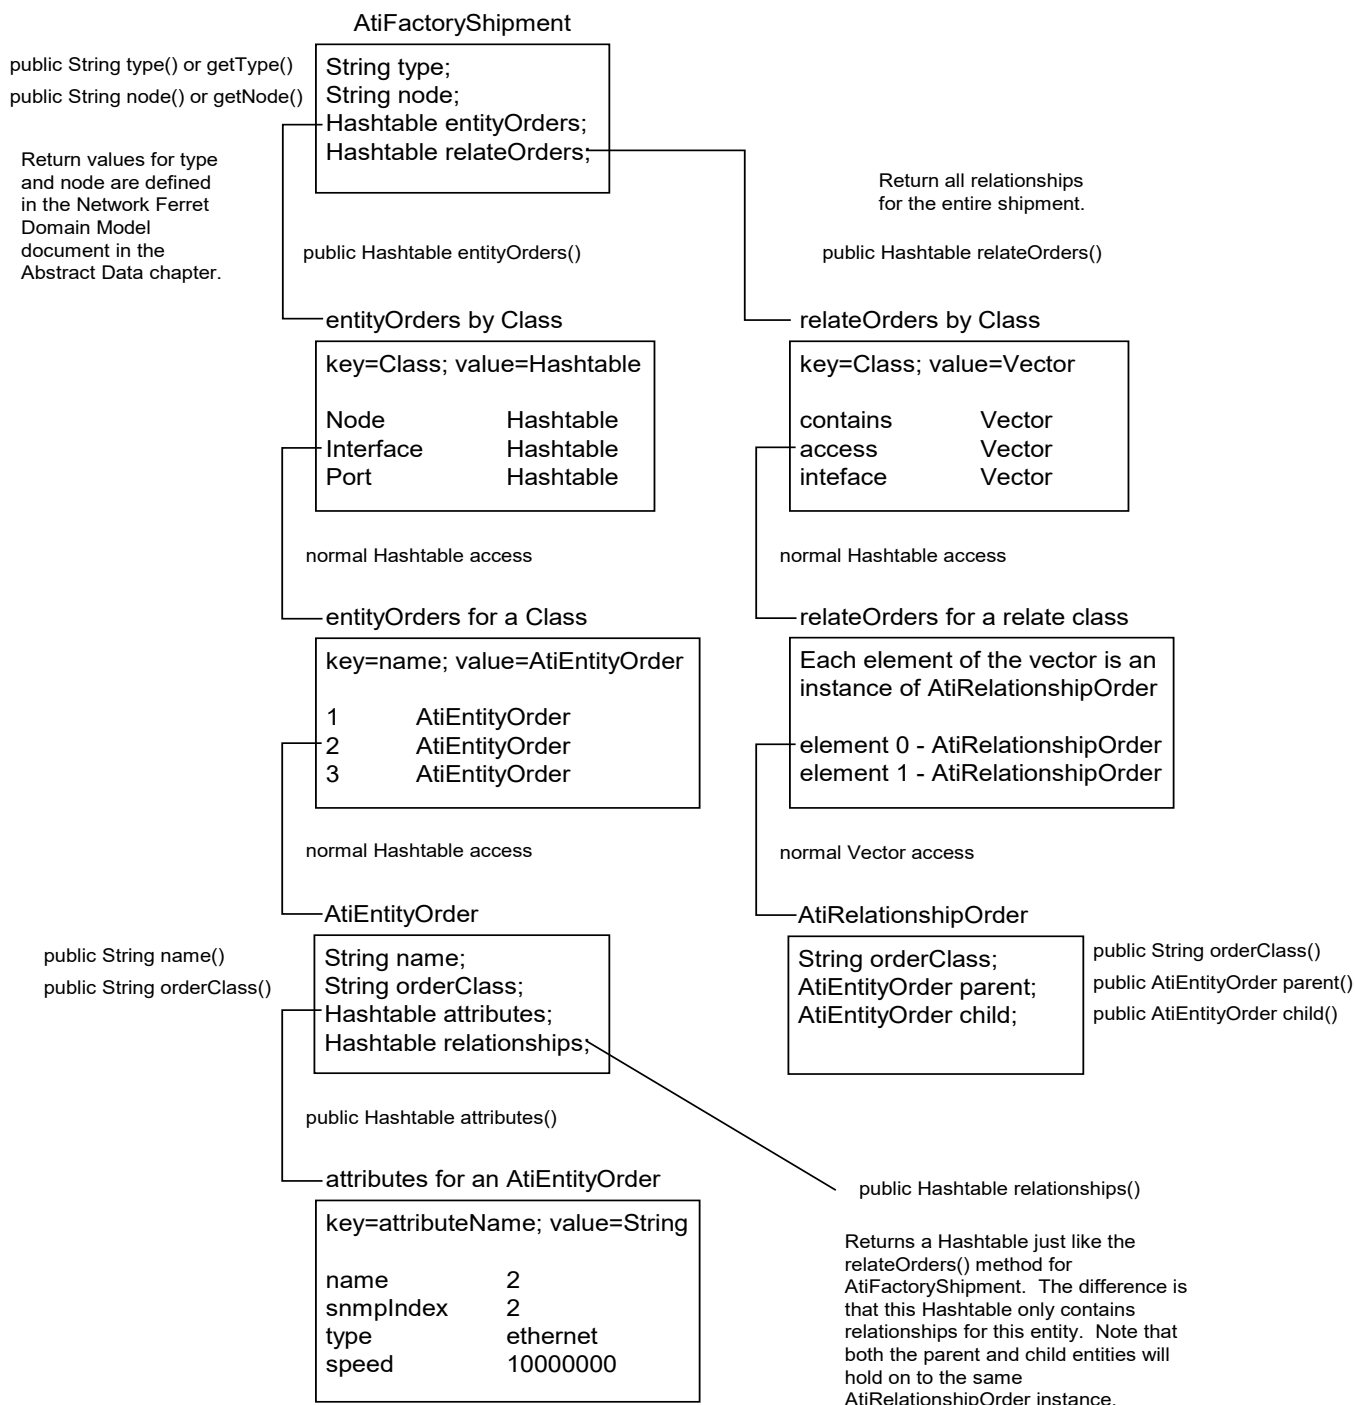 AtiFactoryShipment
public String type() or getType()
public String node() or getNode()
String type;
String node;
Hashtable entityOrders;
Hashtable relateOrders;
Return values for type
and node are defined
in the Network Ferret
Domain Model
document in the
Abstract Data chapter.
Return all relationships
for the entire shipment.
public Hashtable entityOrders()
public Hashtable relateOrders()
entityOrders by Class
key=Class; value=Hashtable
Node Hashtable
Interface Hashtable
Port Hashtable
relateOrders by Class
key=Class; value=Vector
contains Vector
access Vector
inteface Vector
normal Hashtable access
normal Hashtable access
entityOrders for a Class
key=name; value=AtiEntityOrder
1 AtiEntityOrder
2 AtiEntityOrder
3 AtiEntityOrder
relateOrders for a relate class
Each element of the vector is an
instance of AtiRelationshipOrder
element 0 - AtiRelationshipOrder
element 1 - AtiRelationshipOrder
normal Hashtable access
normal Vector access
AtiEntityOrder
public String name()
public String orderClass()
String name;
String orderClass;
Hashtable attributes;
Hashtable relationships;
AtiRelationshipOrder
String orderClass;
AtiEntityOrder parent;
AtiEntityOrder child;
public String orderClass()
public AtiEntityOrder parent()
public AtiEntityOrder child()
public Hashtable attributes()
attributes for an AtiEntityOrder
key=attributeName; value=String
name 2
snmpIndex 2
type ethernet
speed 10000000
public Hashtable relationships()
Returns a Hashtable just like the
relateOrders() method for
AtiFactoryShipment. The difference is
that this Hashtable only contains
relationships for this entity. Note that
both the parent and child entities will
hold on to the same
AtiRelationshipOrder instance.